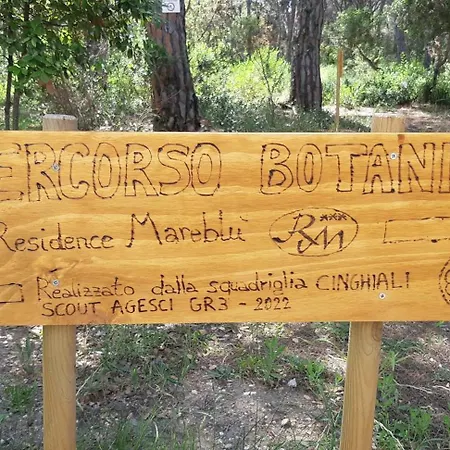 ERCORSO BOTANI
Residence Mareblù RM
Realizzato dalla squadriglia CINGHIALI
SCOUT AGESCI GR3 - 2022